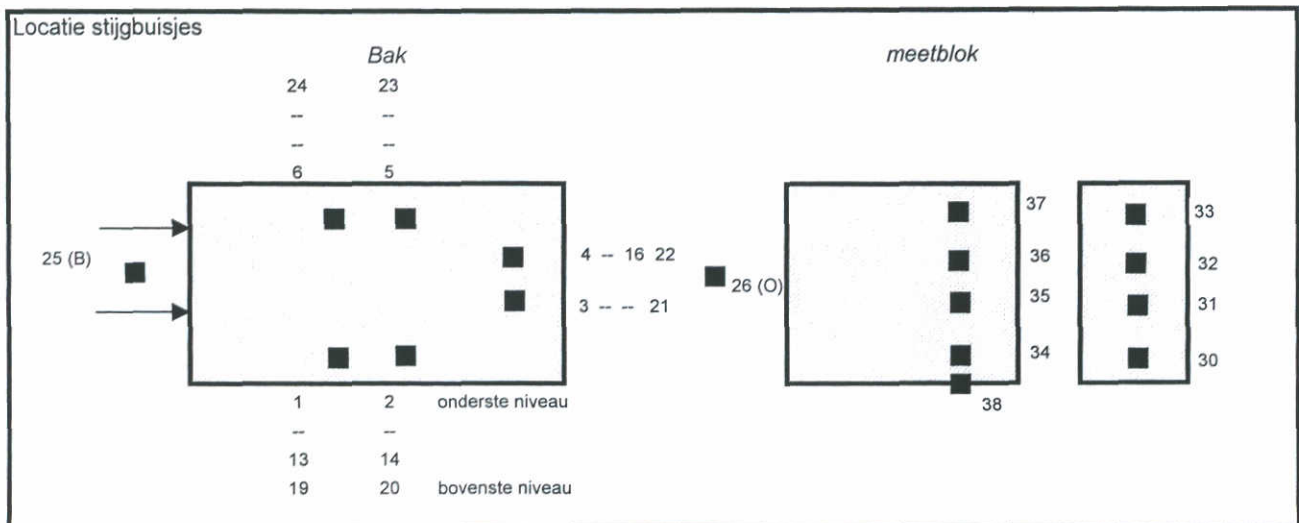 Locatie stijgbuisjes
Bak
meetblok
24 23
-- --
-- --
6 5
25 (B)
4 -- 16 22
3 -- -- 21
26 (O)
37
36
35
34
38
33
32
31
30
1 2 onderste niveau
-- --
13 14
19 20 bovenste niveau